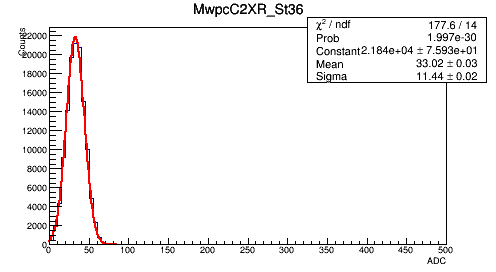 MwpcC2XR_St36
χ² / ndf 177.6 / 14
Prob 1.997e-30
Constant 2.184e+04 ± 7.593e+01
Mean 33.02 ± 0.03
Sigma 11.44 ± 0.02
Counts
22000
20000
18000
16000
14000
12000
10000
8000
6000
4000
2000
0
0 50 100 150 200 250 300 350 400 450 500
ADC